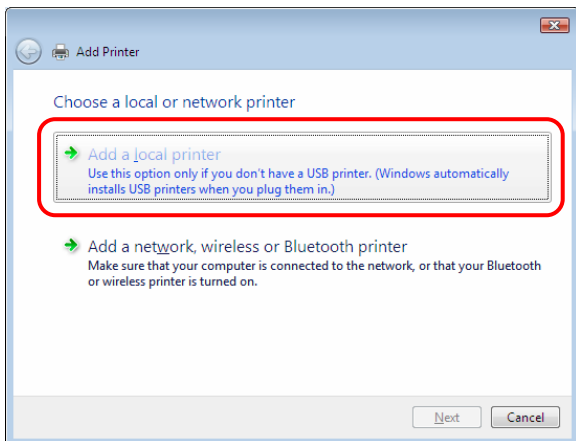 Add Printer
Choose a local or network printer
Add a local printer
Use this option only if you don't have a USB printer. (Windows automatically
installs USB printers when you plug them in.)
Add a network, wireless or Bluetooth printer
Make sure that your computer is connected to the network, or that your Bluetooth
or wireless printer is turned on.
Next
Cancel